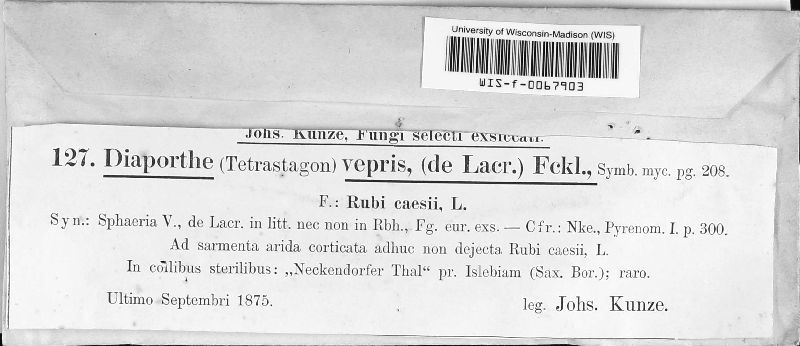 University of Wisconsin-Madison (WIS)
WIS-f-0067903
Johs. Kunze, Fungi selecti exsiccati.
127. Diaporthe (Tetrastagon) vepris, (de Lacr.) Fckl., Symb. myc. pg. 208.
F.: Rubi caesii, L.
Syn.: Sphaeria V., de Lacr. in litt. nec non in Rbh., Fg. eur. exs. — Cfr.: Nke., Pyrenom. I. p. 300.
Ad sarmenta arida corticata adhuc non dejecta Rubi caesii, L.
In collibus sterilibus: „Neckendorfer Thal“ pr. Islebiam (Sax. Bor.); raro.
Ultimo Septembri 1875.
leg. Johs. Kunze.